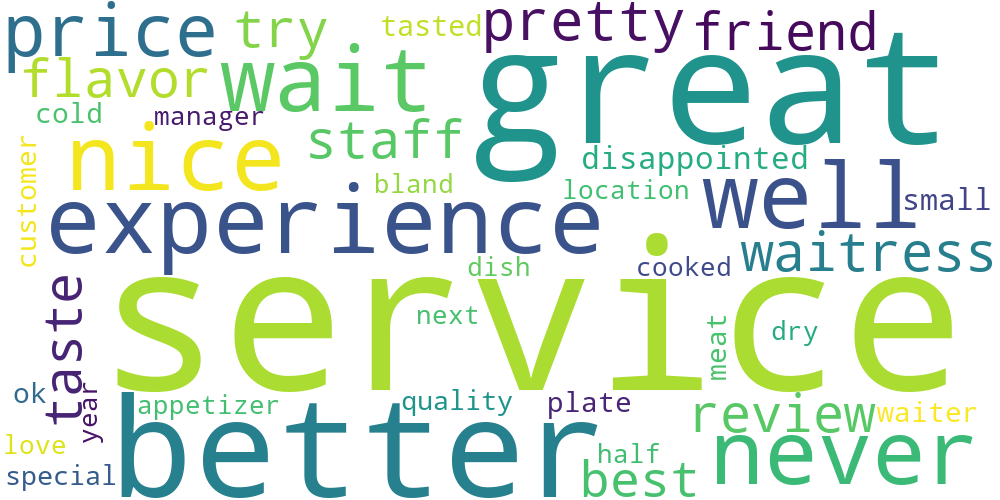 price
try
tasted
pretty
friend
flavor
wait
great
cold
manager
staff
nice
disappointed
customer
bland
location
well
small
experience
waitress
service
dish
cooked
taste
next
meat
dry
ok
year
appetizer
better
quality
plate
review
waiter
love
never
half
special
best